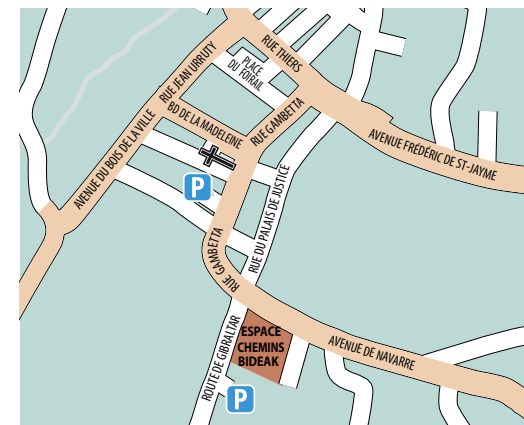 RUE THIERS
PLACE
DU FOIRAIL
RUE JEAN URRUTY
BD DE LA MADELEINE
RUE GAMBETTA
AVENUE FRÉDÉRIC DE ST-JAYME
AVENUE DU BOIS DE LA VILLE
P
RUE DU PALAIS DE JUSTICE
RUE GAMBETTA
RUE
ESPACE
CHEMINS
BIDEAK
AVENUE DE NAVARRE
ROUTE DE GIBRALTAR
P